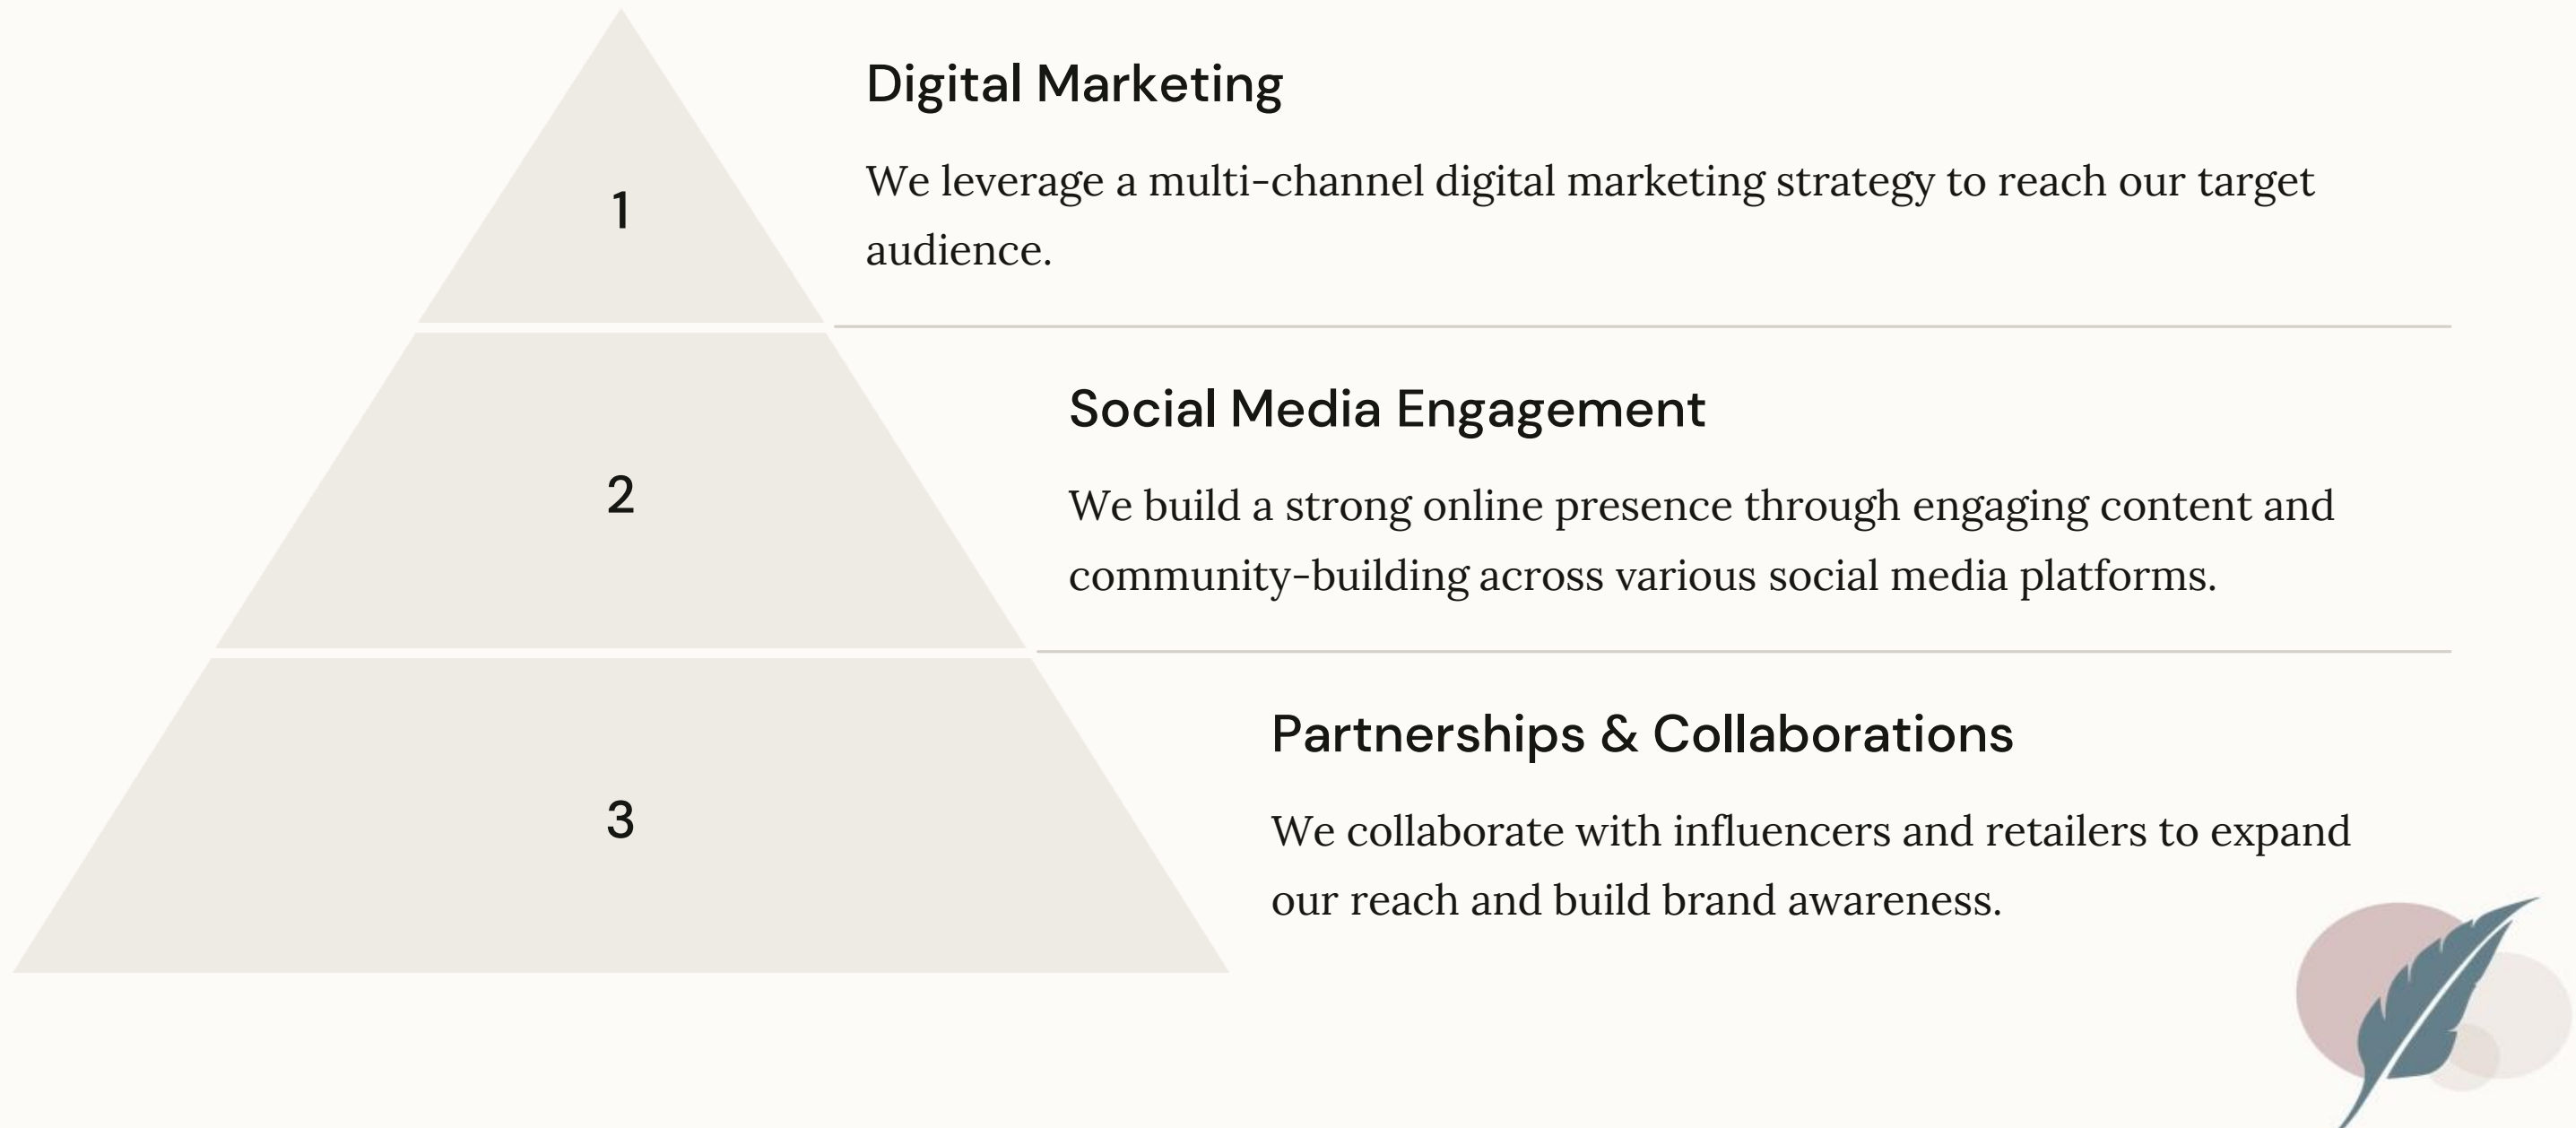 1
Digital Marketing
We leverage a multi-channel digital marketing strategy to reach our target
audience.
2
Social Media Engagement
We build a strong online presence through engaging content and
community-building across various social media platforms.
3
Partnerships & Collaborations
We collaborate with influencers and retailers to expand
our reach and build brand awareness.